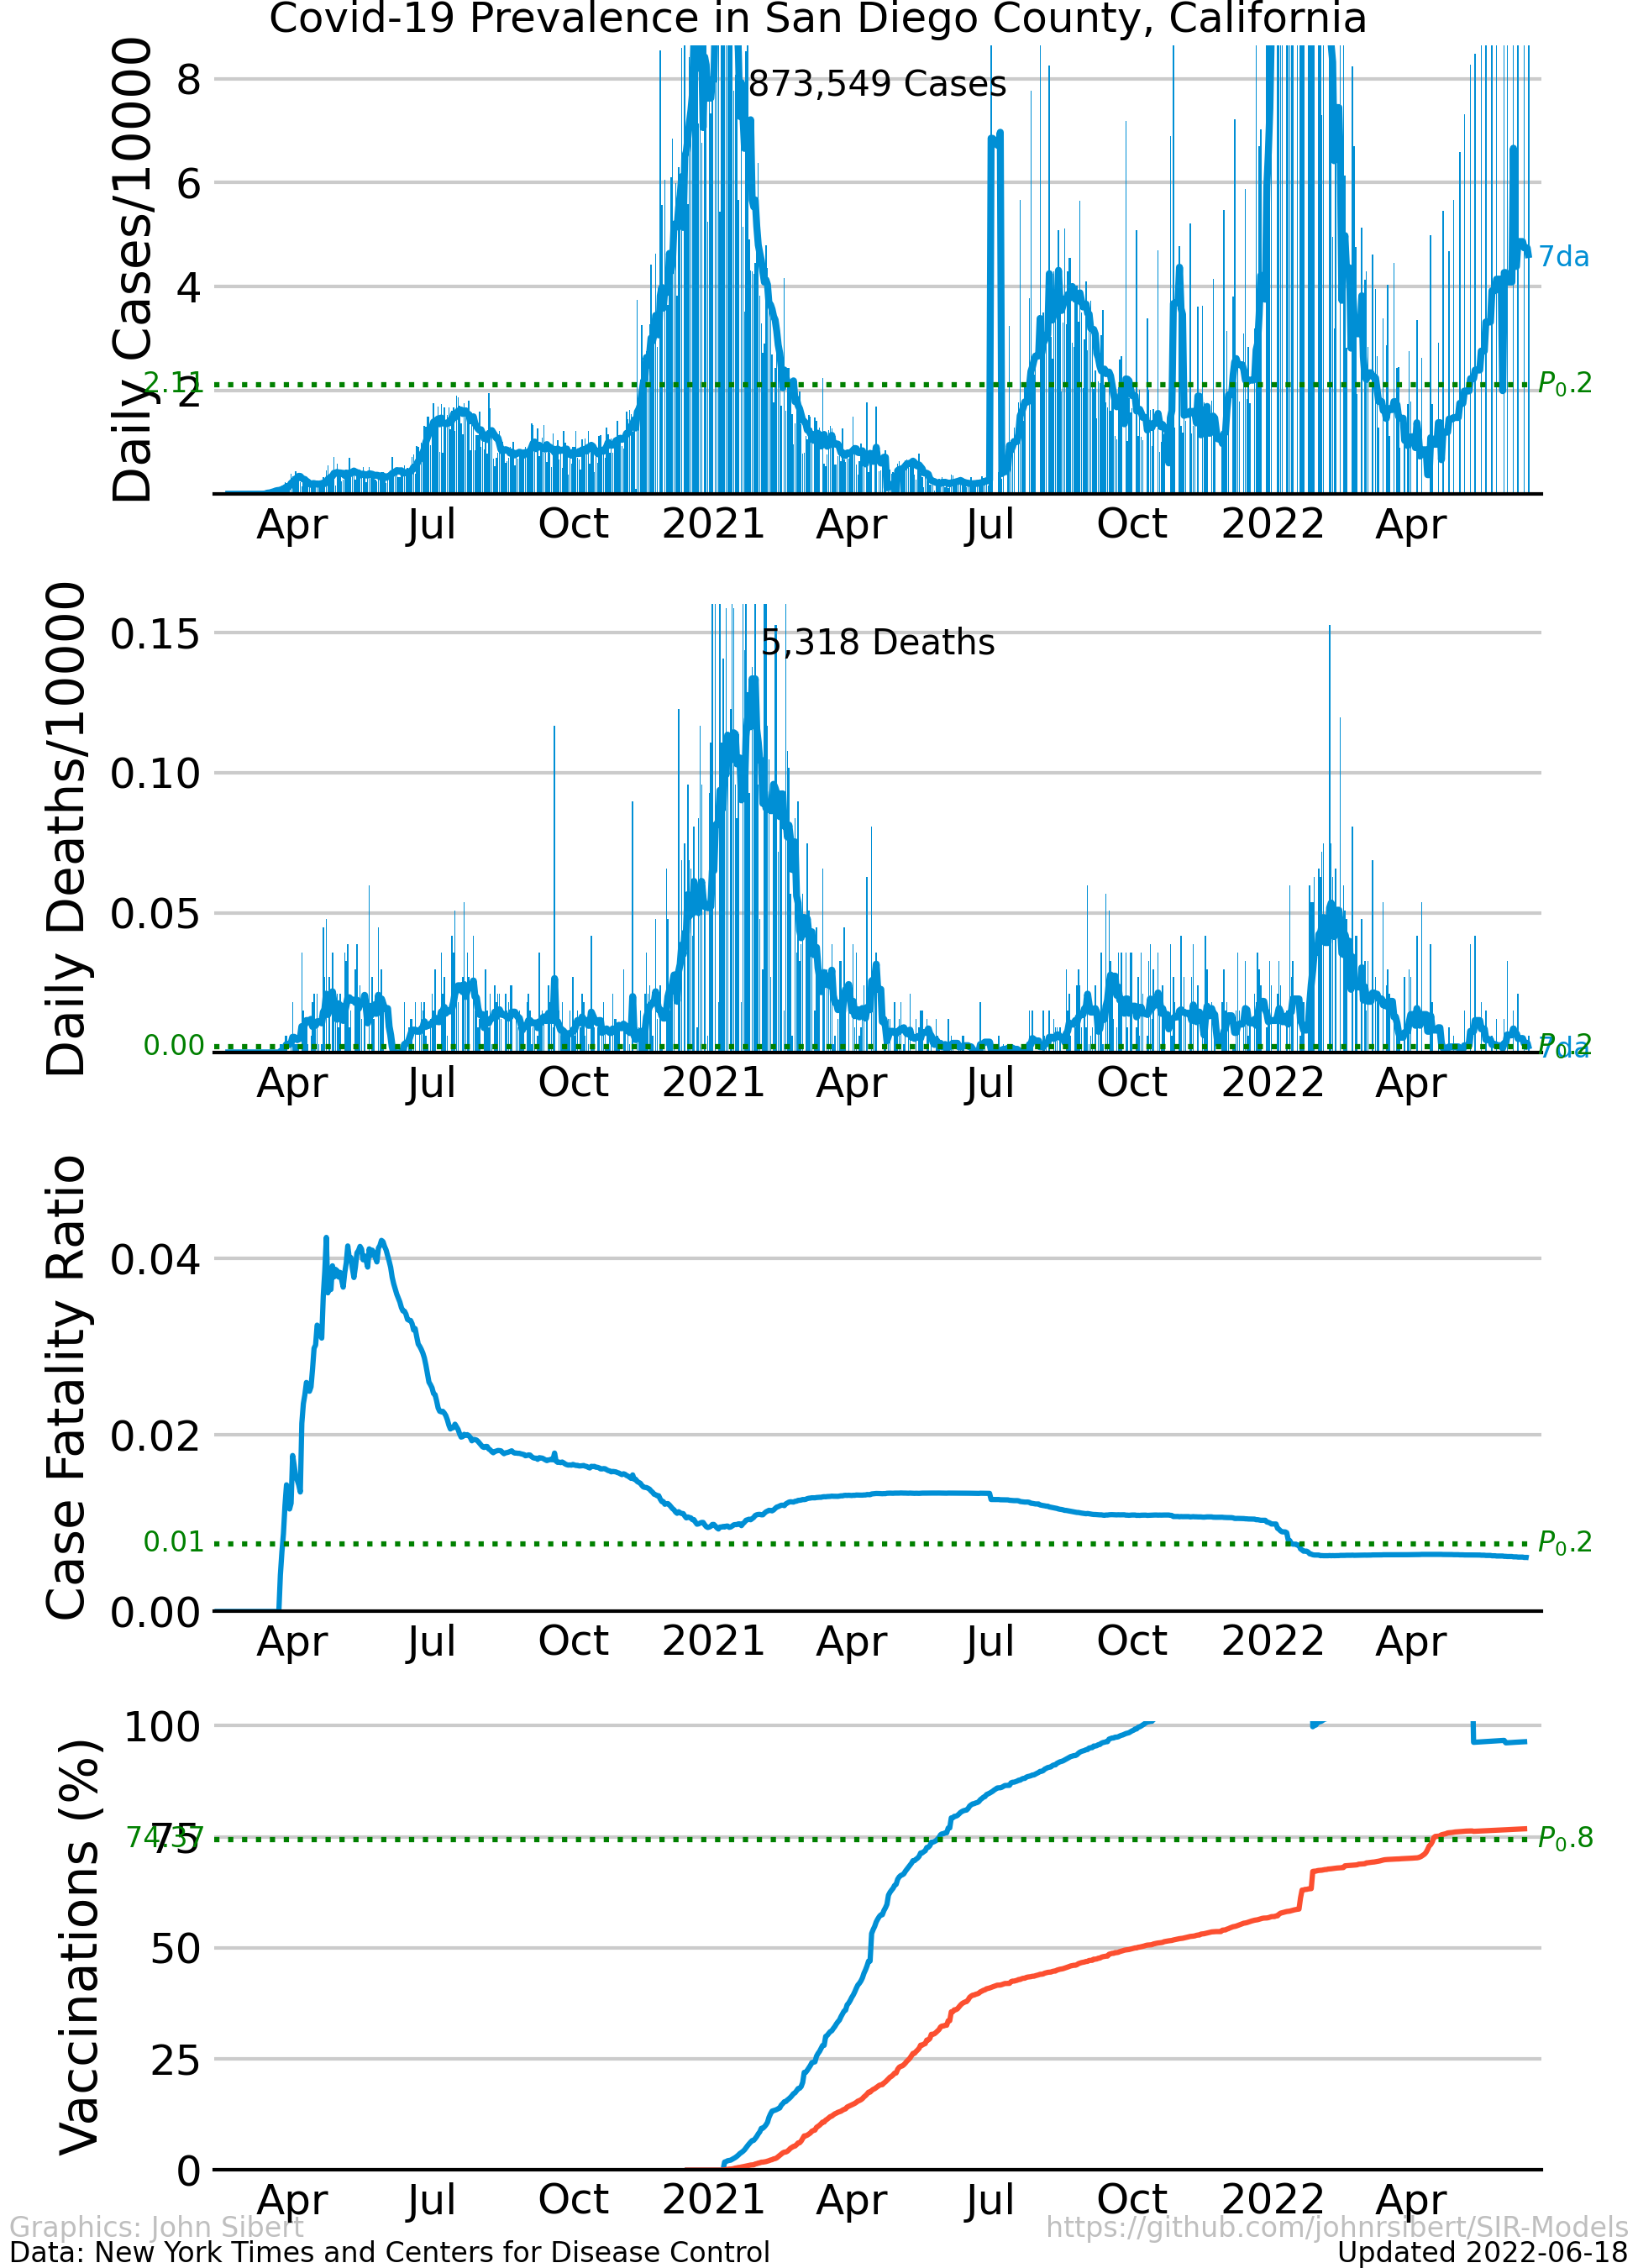 Covid-19 Prevalence in San Diego County, California
Daily Cases/10000
8
6
4
2
2.11
873,549 Cases
7da
P₀.2
Apr Jul Oct 2021 Apr Jul Oct 2022 Apr
Daily Deaths/10000
0.15
0.10
0.05
0.00
5,318 Deaths
7da
P₀.2
Apr Jul Oct 2021 Apr Jul Oct 2022 Apr
Case Fatality Ratio
0.04
0.02
0.01
0.00
P₀.2
Apr Jul Oct 2021 Apr Jul Oct 2022 Apr
Vaccinations (%)
100
75
74.37
50
25
0
P₀.8
Apr Jul Oct 2021 Apr Jul Oct 2022 Apr
Graphics: John Sibert
https://github.com/johnrsibert/SIR-Models
Data: New York Times and Centers for Disease Control
Updated 2022-06-18